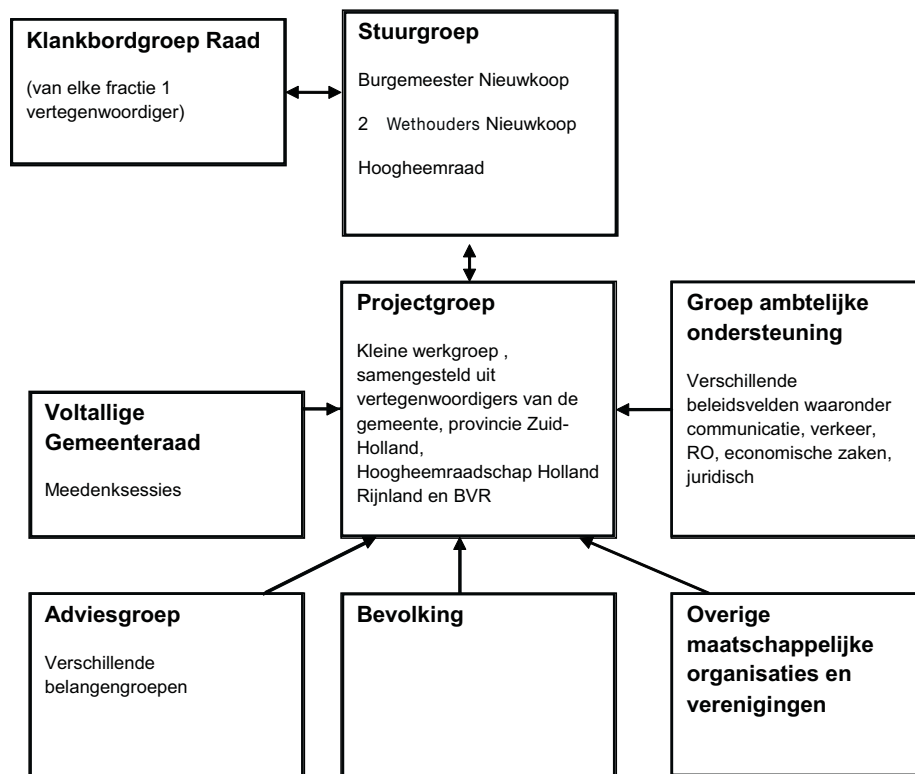 Klankbordgroep Raad
(van elke fractie 1
vertegenwoordiger)
Stuurgroep
Burgemeester Nieuwkoop
2 Wethouders Nieuwkoop
Hoogheemraad
Projectgroep
Kleine werkgroep ,
samengesteld uit
vertegenwoordigers van de
gemeente, provincie Zuid-
Holland,
Hoogheemraadschap Holland
Rijnland en BVR
Groep ambtelijke
ondersteuning
Verschillende
beleidsvelden waaronder
communicatie, verkeer,
RO, economische zaken,
juridisch
Voltallige
Gemeenteraad
Meedenksessies
Adviesgroep
Verschillende
belangengroepen
Bevolking
Overige
maatschappelijke
organisaties en
verenigingen